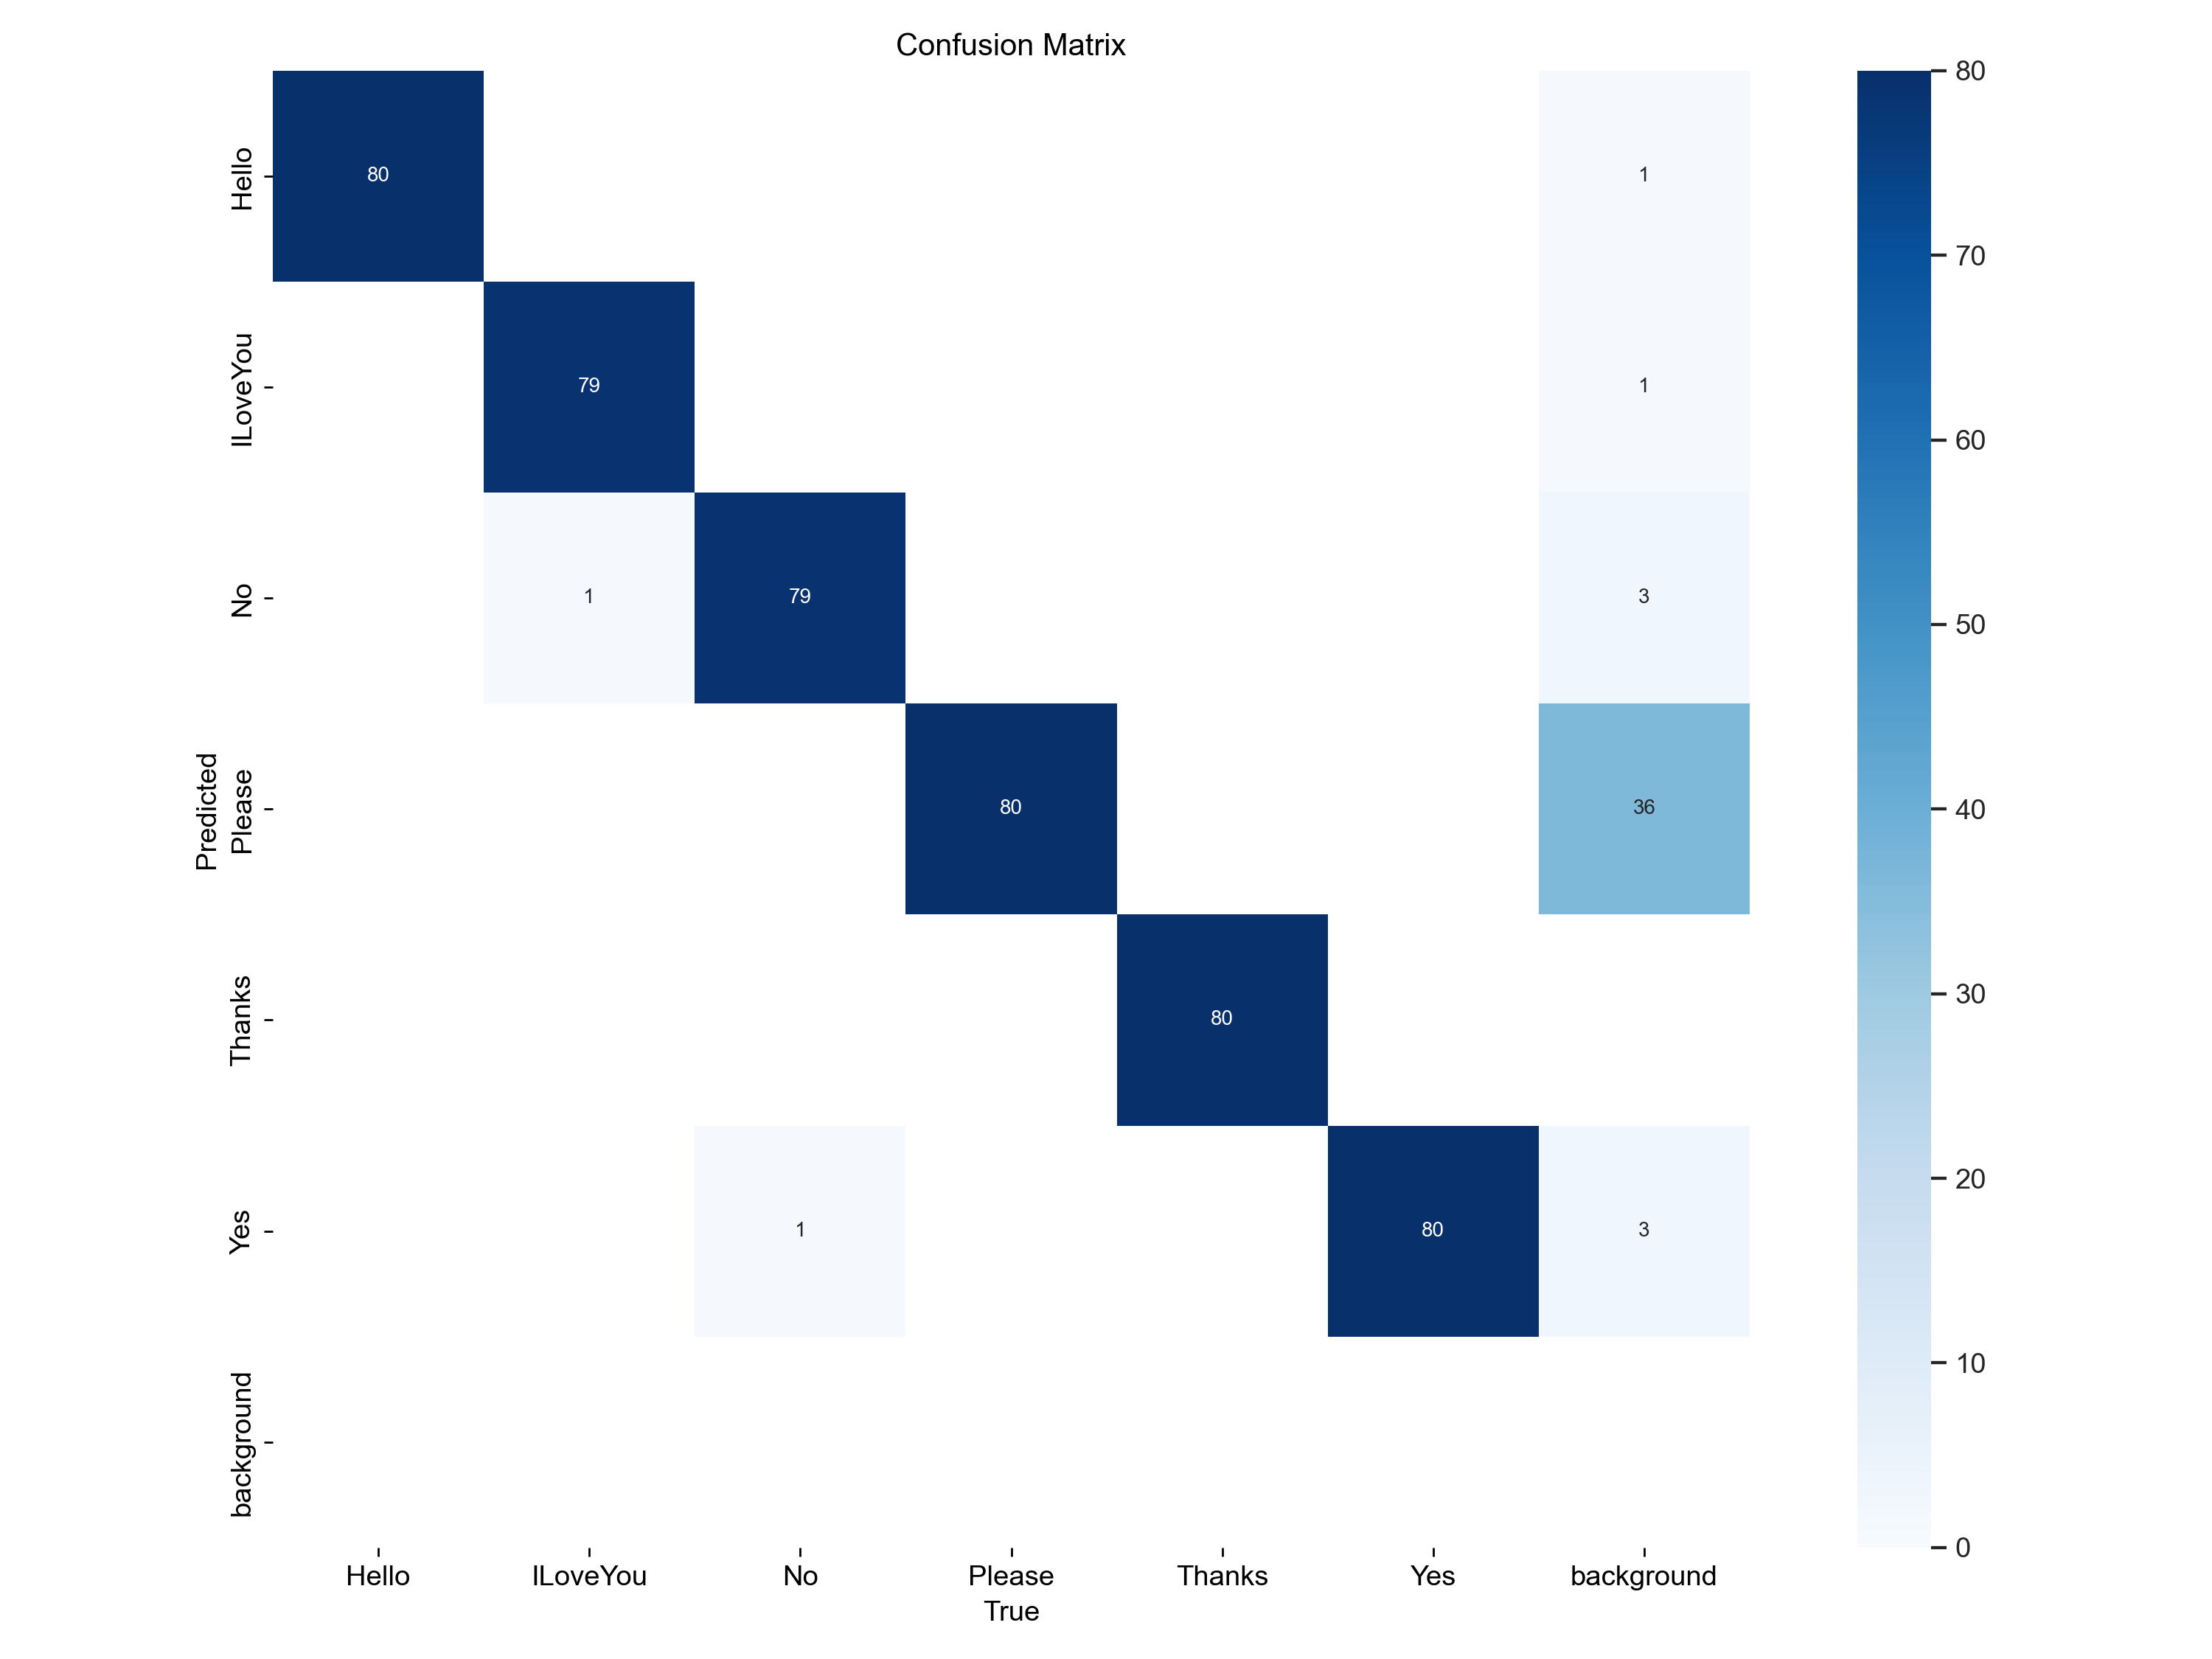 Confusion Matrix
Hello
80
1
80
70
ILoveYou
79
1
60
No
1
79
3
50
Predicted
Please
80
36
40
Thanks
80
30
Yes
1
80
3
20
background
10
0
Hello
ILoveYou
No
Please
Thanks
Yes
background
True